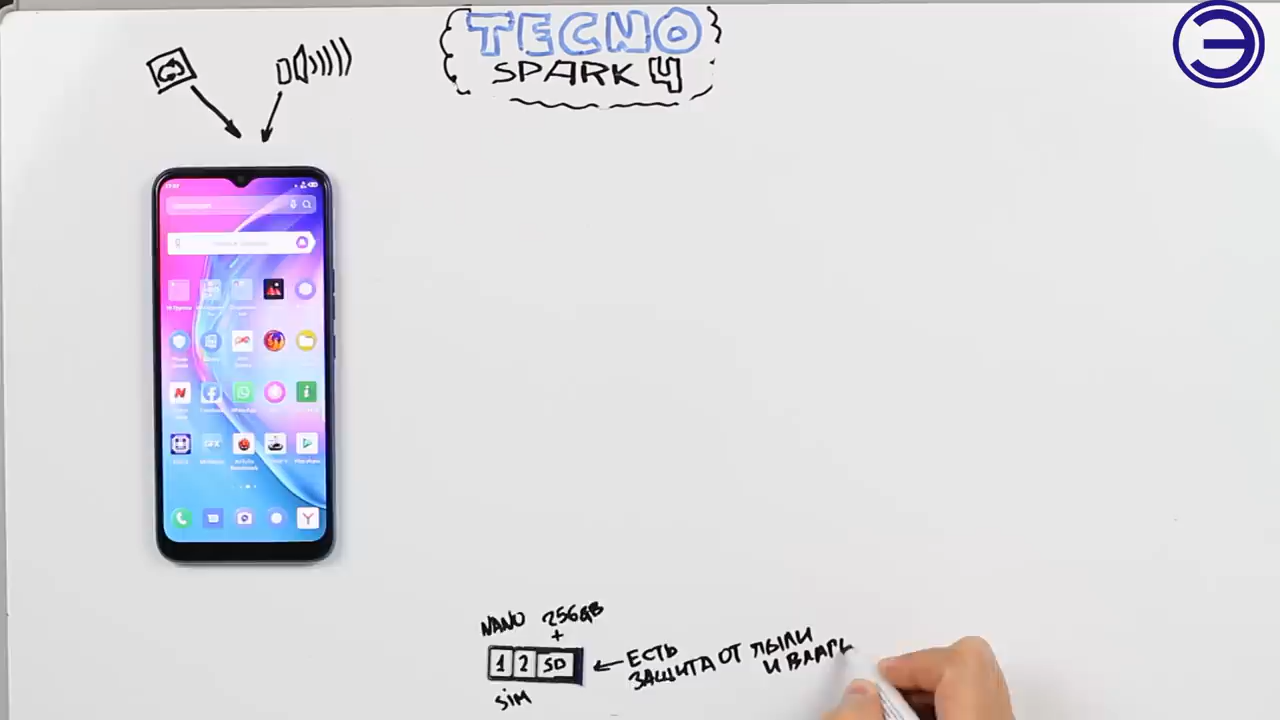 TECNO
SPARK 4
Э
NANO 256GB
+
1 2 SD
SIM
ЕСТЬ
ЗАЩИТА ОТ ПЫЛИ
И ВЛАГ